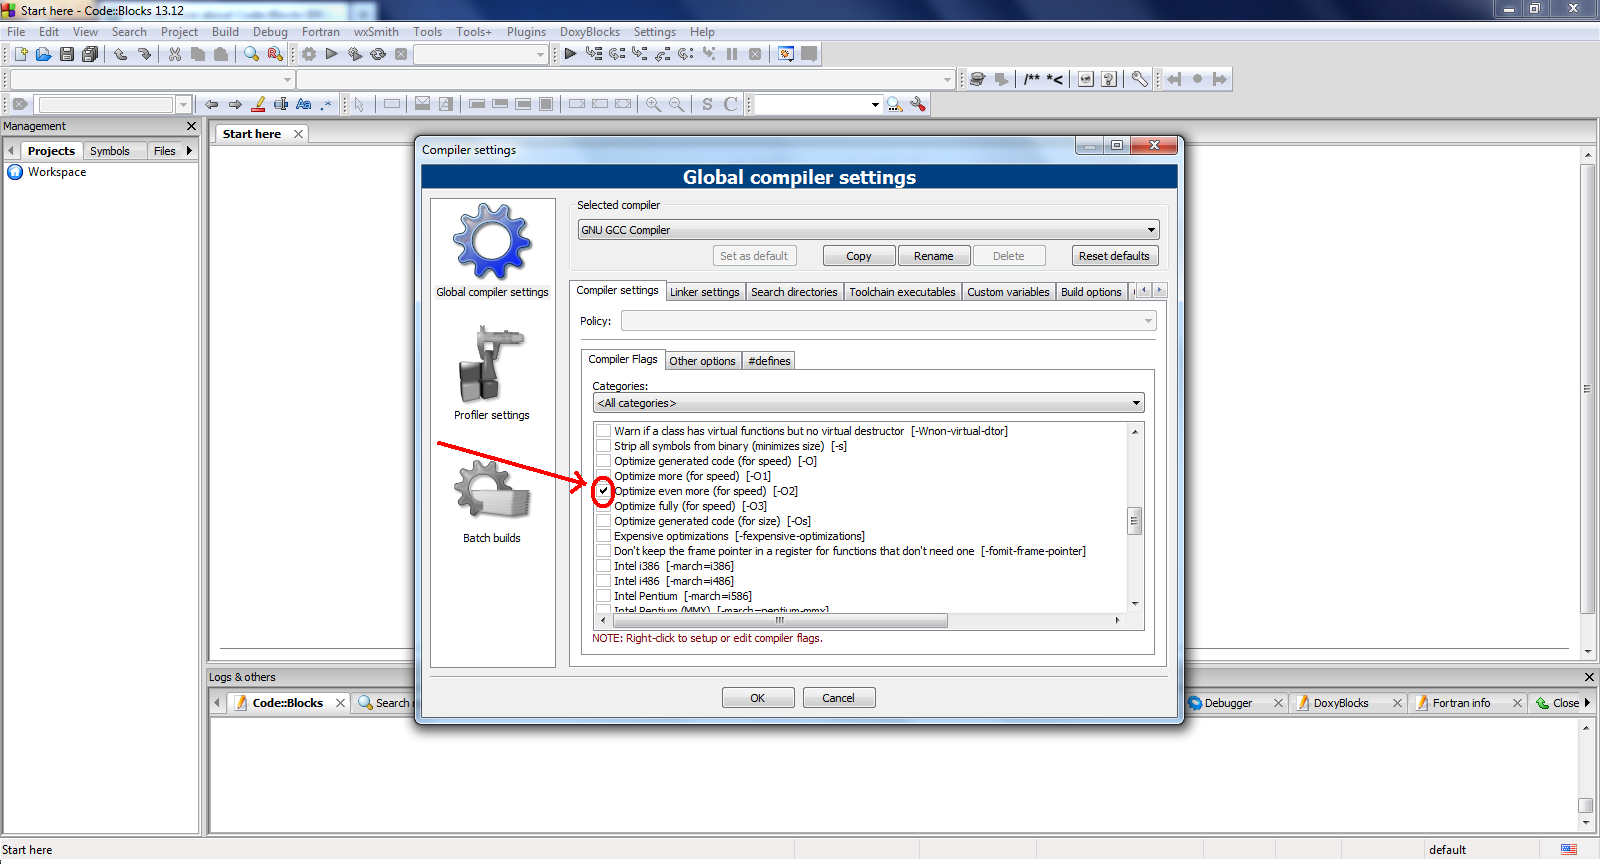 Start here - Code::Blocks 13.12
File Edit View Search Project Build Debug Fortran wxSmith Tools Tools+ Plugins DoxyBlocks Settings Help
/** *<
S C
Management
Projects Symbols Files
Workspace
Start here
Compiler settings
Global compiler settings
Global compiler settings
Profiler settings
Batch builds
Selected compiler
GNU GCC Compiler
Set as default Copy Rename Delete Reset defaults
Compiler settings Linker settings Search directories Toolchain executables Custom variables Build options
Policy:
Compiler Flags Other options #defines
Categories:
<All categories>
Warn if a class has virtual functions but no virtual destructor [-Wnon-virtual-dtor]
Strip all symbols from binary (minimizes size) [-s]
Optimize generated code (for speed) [-O]
Optimize more (for speed) [-O1]
Optimize even more (for speed) [-O2]
Optimize fully (for speed) [-O3]
Optimize generated code (for size) [-Os]
Expensive optimizations [-fexpensive-optimizations]
Don't keep the frame pointer in a register for functions that don't need one [-fomit-frame-pointer]
Intel i386 [-march=i386]
Intel i486 [-march=i486]
Intel Pentium [-march=i586]
Intel Pentium (MMX) [-march=pentium-mmx]
NOTE: Right-click to setup or edit compiler flags.
OK Cancel
Logs & others
Code::Blocks Search Debugger DoxyBlocks Fortran info Close
Start here default